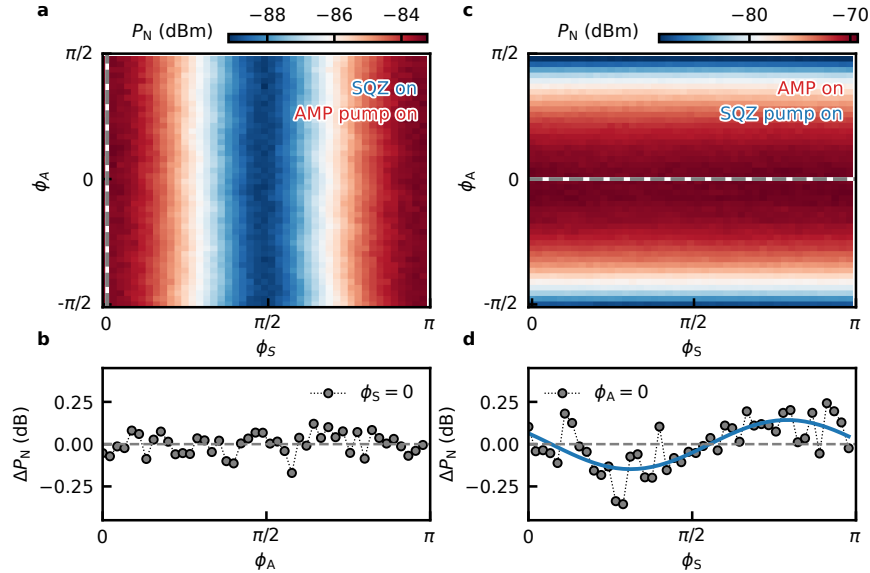 a
P_N (dBm)
−88 −86 −84
π/2
0
-π/2
ϕ_A
SQZ on
AMP pump on
0 π/2 π
ϕ_S
c
P_N (dBm)
−80 −70
π/2
0
-π/2
ϕ_A
AMP on
SQZ pump on
0 π/2 π
ϕ_S
b
0.25
0.00
−0.25
ΔP_N (dB)
ϕ_S = 0
0 π/2 π
ϕ_A
d
0.25
0.00
−0.25
ΔP_N (dB)
ϕ_A = 0
0 π/2 π
ϕ_S